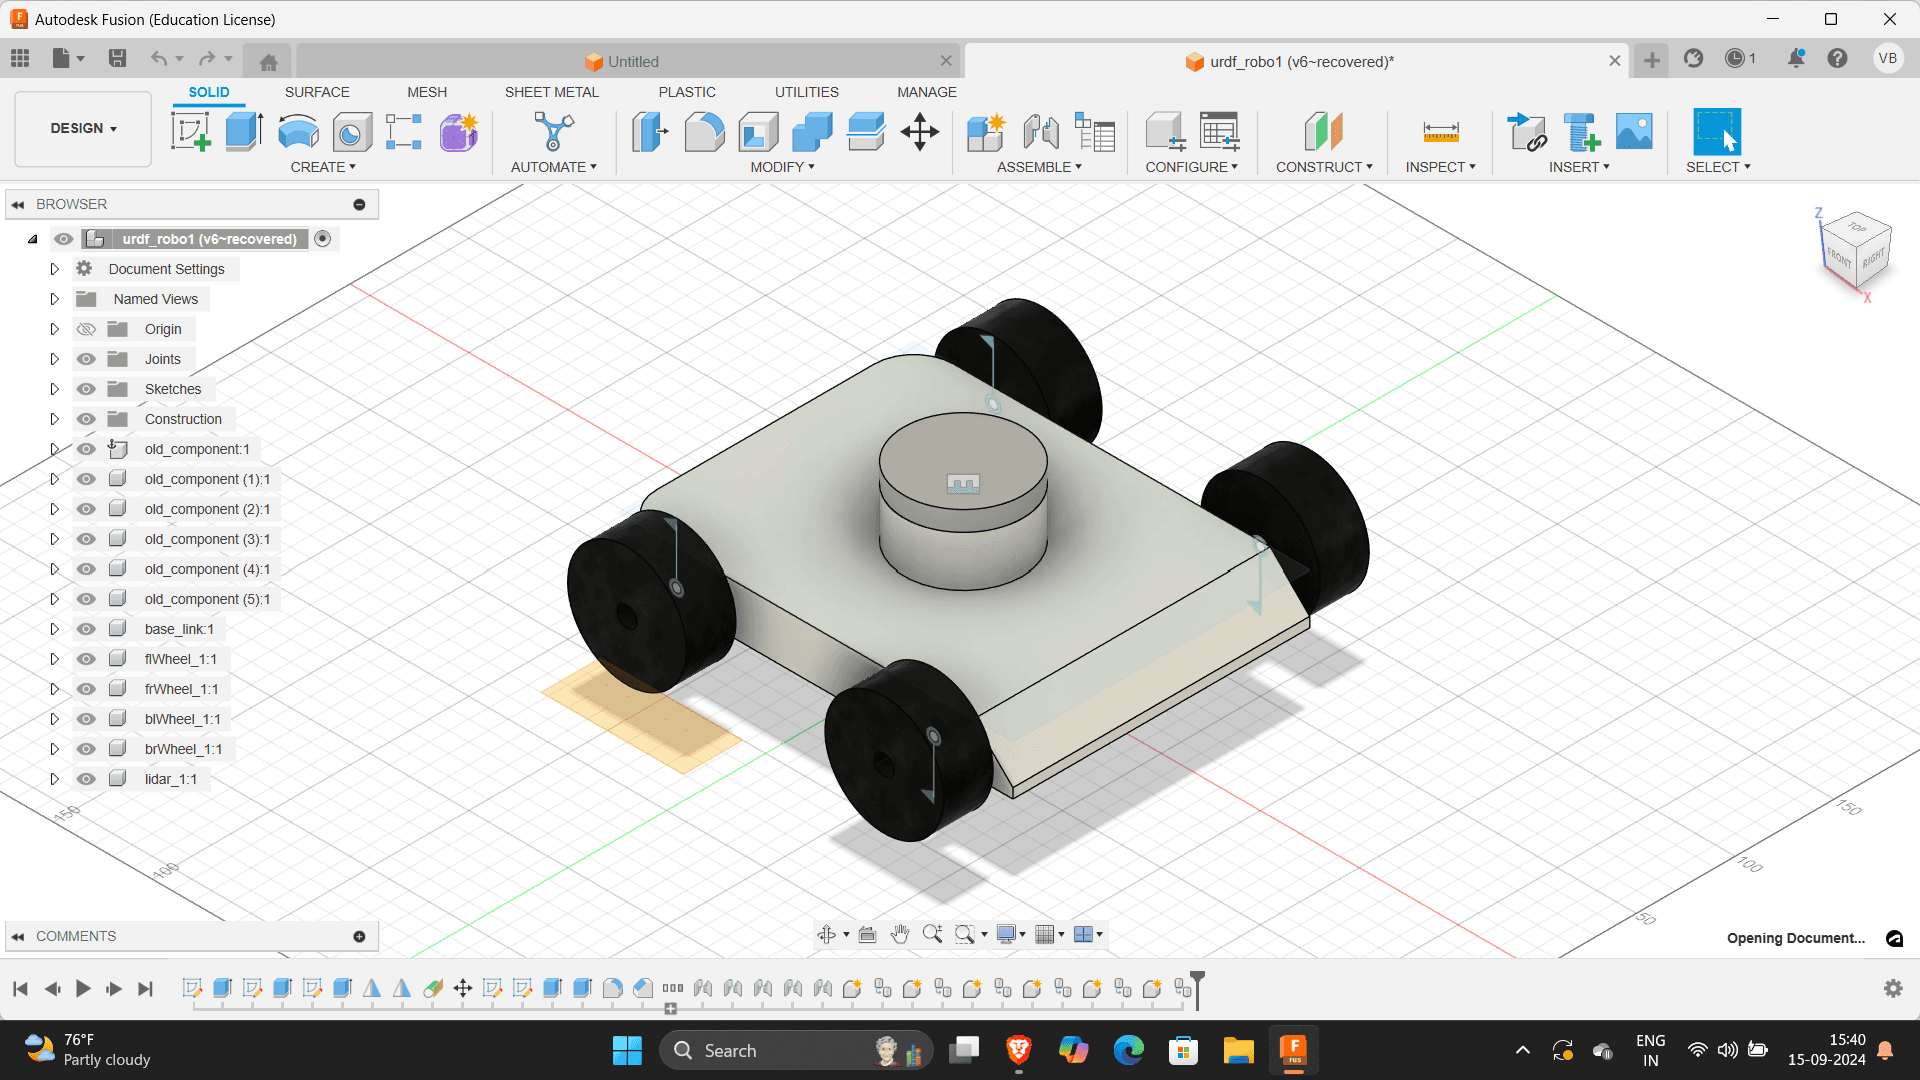 Autodesk Fusion (Education License)
Untitled
urdf_robo1 (v6~recovered)*
1
VB
DESIGN
SOLID
SURFACE
MESH
SHEET METAL
PLASTIC
UTILITIES
MANAGE
CREATE
AUTOMATE
MODIFY
ASSEMBLE
CONFIGURE
CONSTRUCT
INSPECT
INSERT
SELECT
BROWSER
urdf_robo1 (v6~recovered)
Document Settings
Named Views
Origin
Joints
Sketches
Construction
old_component:1
old_component (1):1
old_component (2):1
old_component (3):1
old_component (4):1
old_component (5):1
base_link:1
flWheel_1:1
frWheel_1:1
blWheel_1:1
brWheel_1:1
lidar_1:1
Z
TOP
FRONT
RIGHT
X
150
100
150
100
50
COMMENTS
Opening Document...
76°F
Partly cloudy
Search
F
FUS
ENG
IN
15:40
15-09-2024